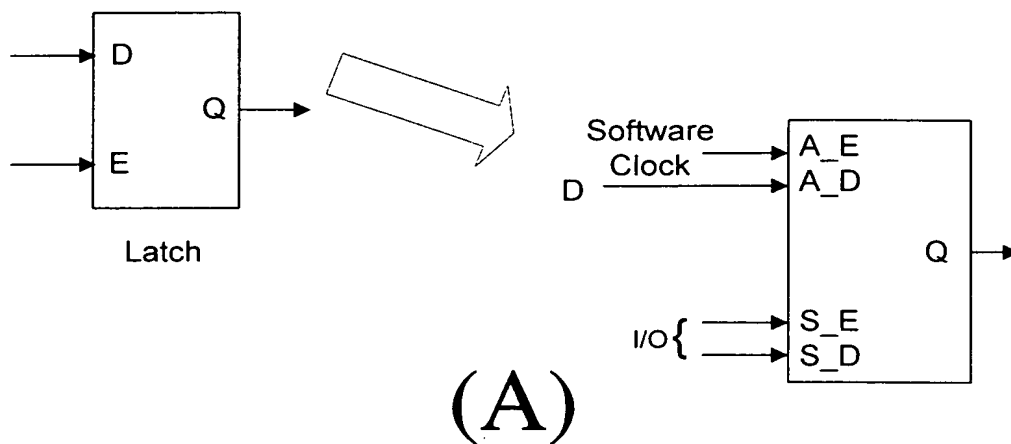 D
Q
E
Latch
Software
Clock
D
A_E
A_D
Q
I/O {
S_E
S_D
(A)